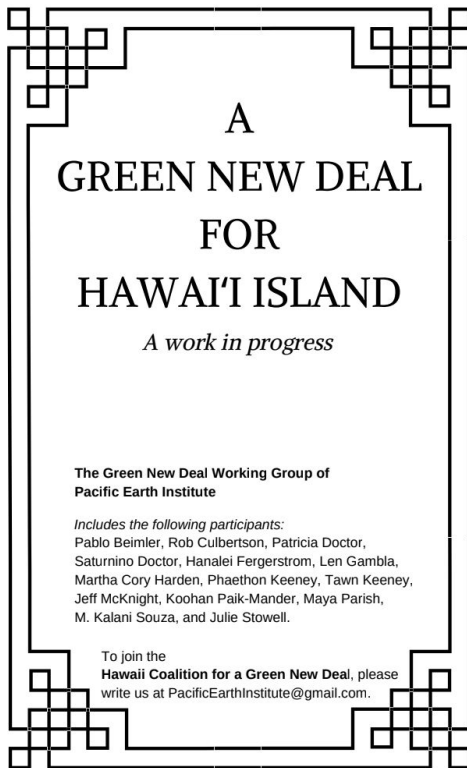 A
GREEN NEW DEAL
FOR
HAWAI‘I ISLAND
A work in progress
The Green New Deal Working Group of
Pacific Earth Institute
Includes the following participants:
Pablo Beimler, Rob Culbertson, Patricia Doctor,
Saturnino Doctor, Hanalei Fergerstrom, Len Gambla,
Martha Cory Harden, Phaethon Keeney, Tawn Keeney,
Jeff McKnight, Koohan Paik-Mander, Maya Parish,
M. Kalani Souza, and Julie Stowell.
To join the
Hawaii Coalition for a Green New Deal, please
write us at PacificEarthInstitute@gmail.com.